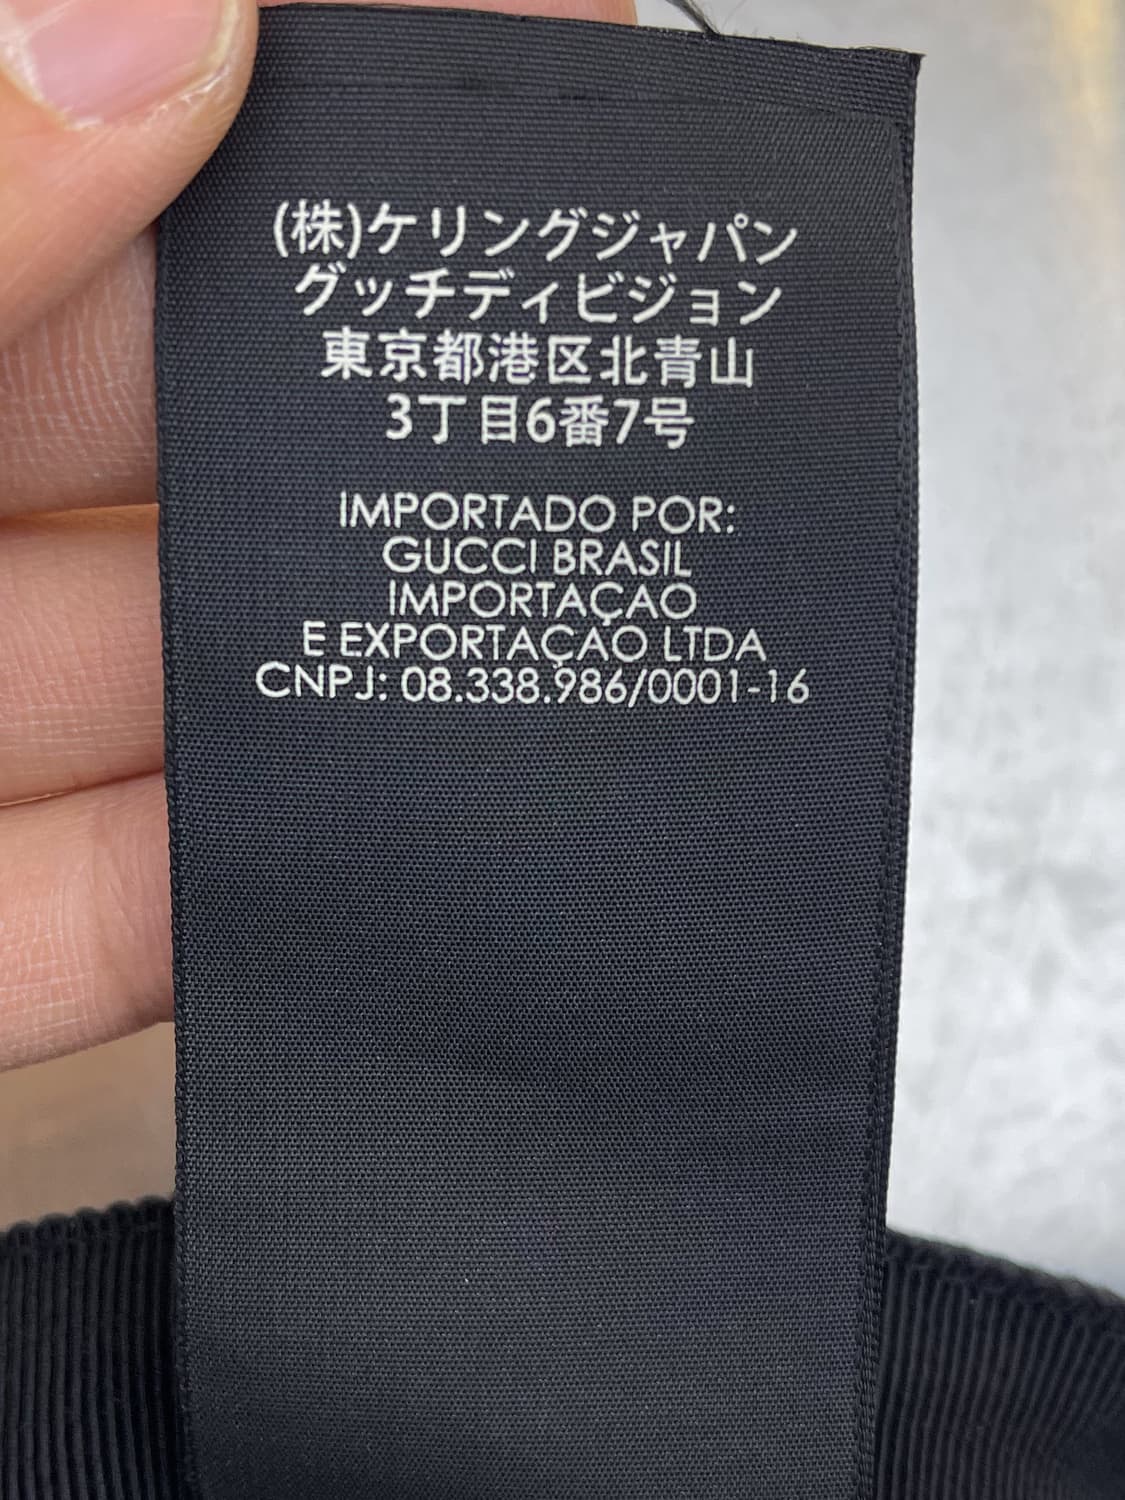 (株)ケリングジャパン
グッチディビジョン
東京都港区北青山
3丁目6番7号
IMPORTADO POR:
GUCCI BRASIL
IMPORTAÇAO
E EXPORTAÇAO LTDA
CNPJ: 08.338.986/0001-16